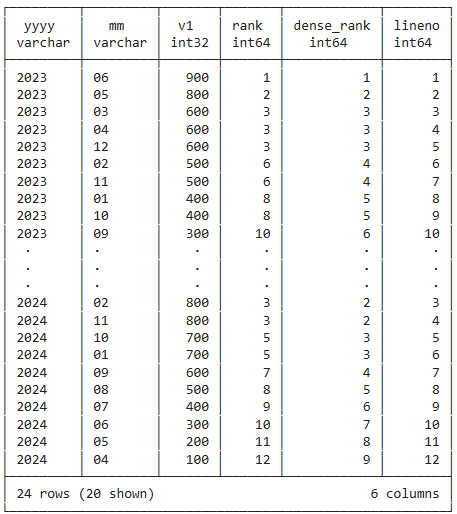 yyyy mm v1 rank dense_rank lineno
varchar varchar int32 int64 int64 int64
2023 06 900 1 1 1
2023 05 800 2 2 2
2023 03 600 3 3 3
2023 04 600 3 3 4
2023 12 600 3 3 5
2023 02 500 6 4 6
2023 11 500 6 4 7
2023 01 400 8 5 8
2023 10 400 8 5 9
2023 09 300 10 6 10
· · · · · ·
· · · · · ·
· · · · · ·
2024 02 800 3 2 3
2024 11 800 3 2 4
2024 10 700 5 3 5
2024 01 700 5 3 6
2024 09 600 7 4 7
2024 08 500 8 5 8
2024 07 400 9 6 9
2024 06 300 10 7 10
2024 05 200 11 8 11
2024 04 100 12 9 12
24 rows (20 shown) 6 columns